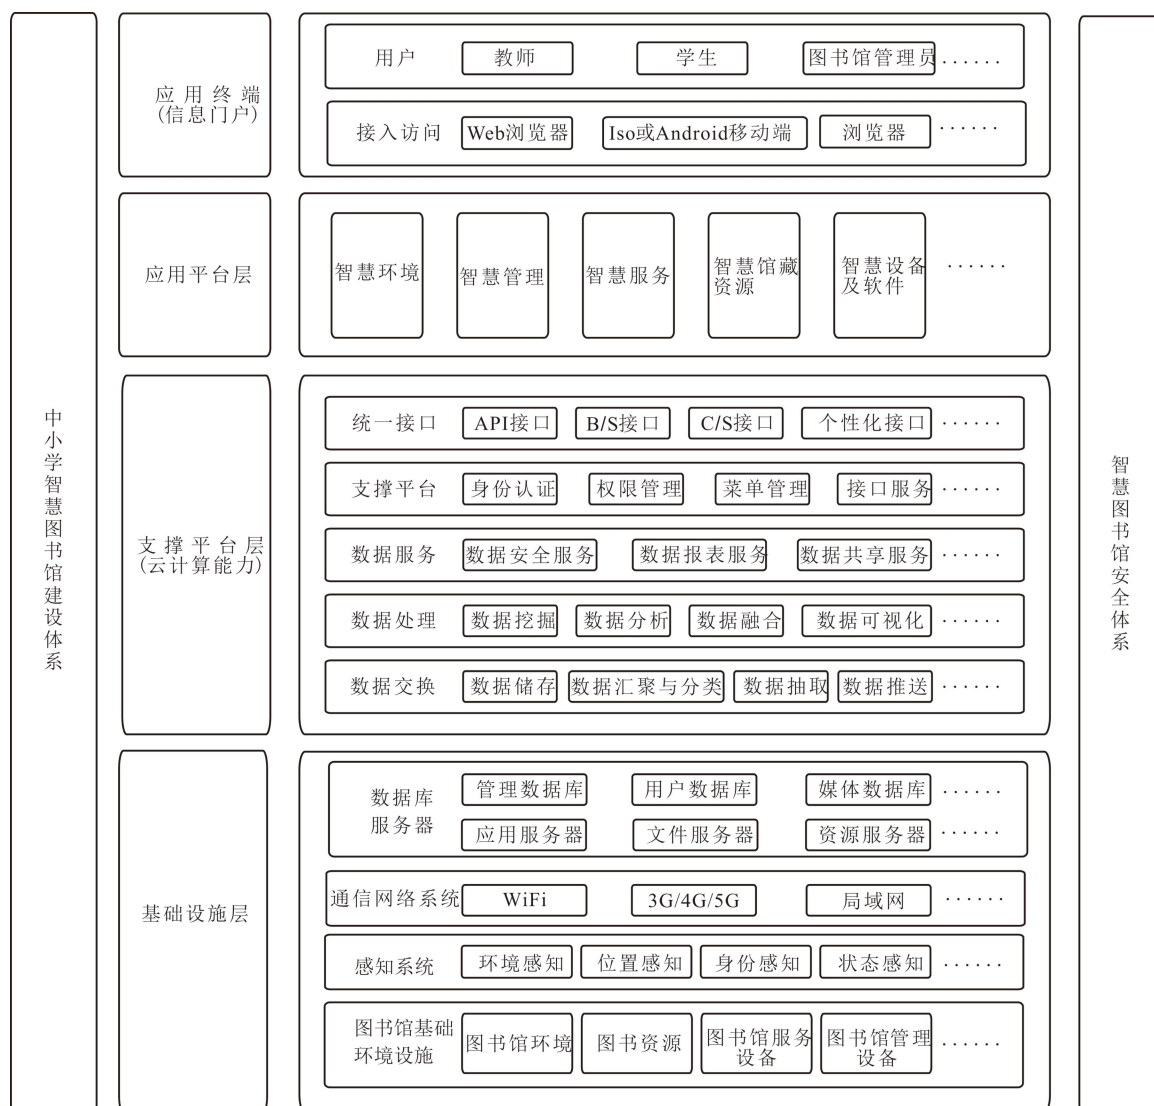 中小学智慧图书馆建设体系
应用终端
(信息门户)
用户 教师 学生 图书馆管理员 ······
接入访问 Web浏览器 Iso或Android移动端 浏览器 ······
应用平台层
智慧环境 智慧管理 智慧服务 智慧馆藏资源 智慧设备及软件 ······
支撑平台层
(云计算能力)
统一接口 API接口 B/S接口 C/S接口 个性化接口 ······
支撑平台 身份认证 权限管理 菜单管理 接口服务 ······
数据服务 数据安全服务 数据报表服务 数据共享服务 ······
数据处理 数据挖掘 数据分析 数据融合 数据可视化 ······
数据交换 数据储存 数据汇聚与分类 数据抽取 数据推送 ······
基础设施层
数据库
服务器
管理数据库 用户数据库 媒体数据库 ······
应用服务器 文件服务器 资源服务器 ······
通信网络系统 WiFi 3G/4G/5G 局域网 ······
感知系统 环境感知 位置感知 身份感知 状态感知 ······
图书馆基础
环境设施
图书馆环境 图书资源 图书馆服务设备 图书馆管理设备 ······
智慧图书馆安全体系